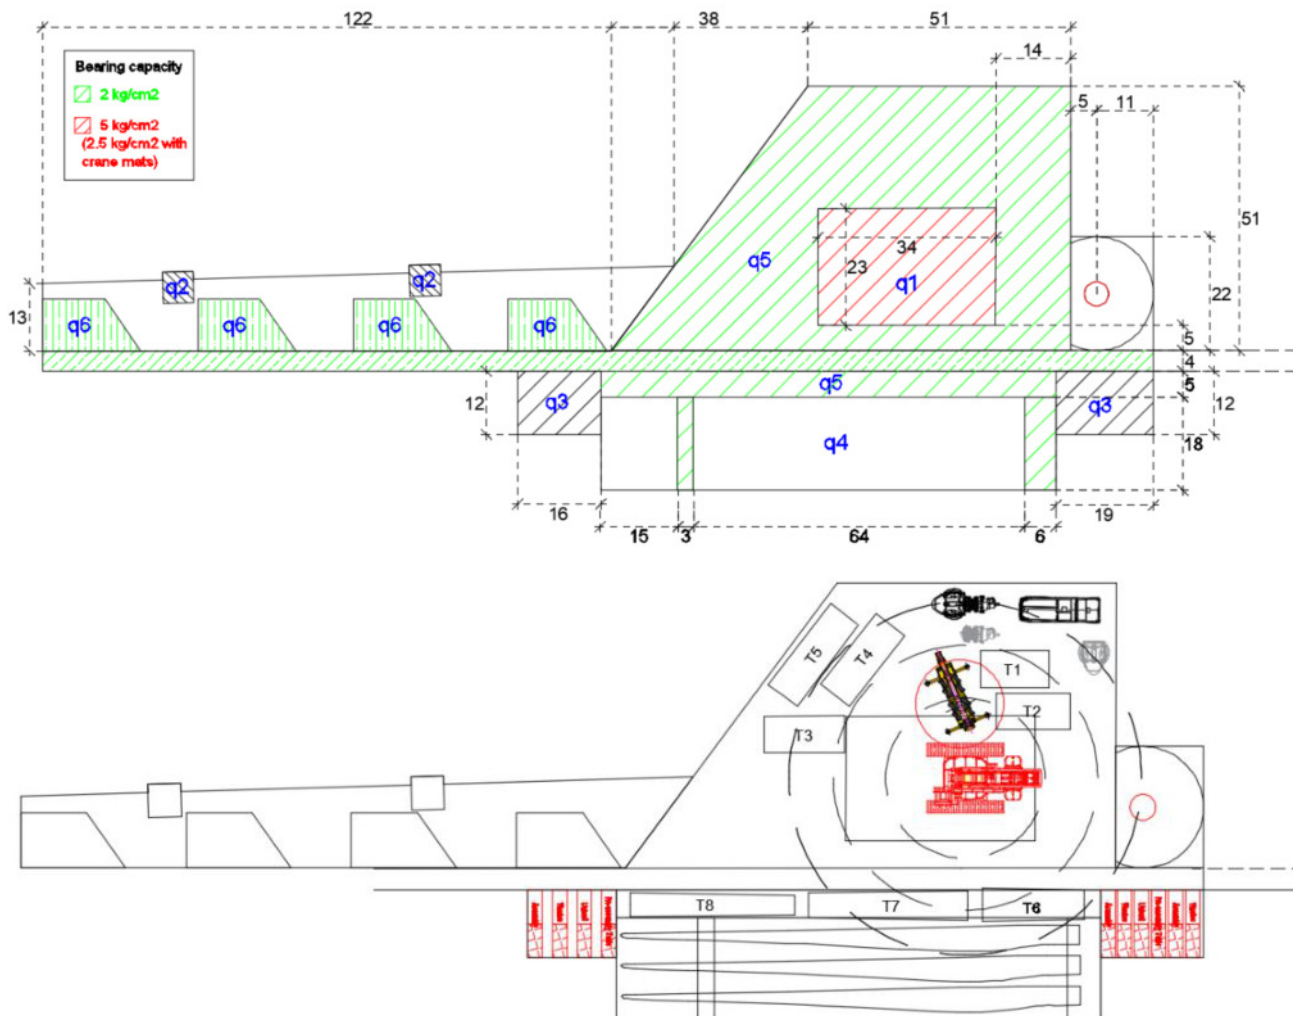 122
38
51
14
Bearing capacity
2 kg/cm2
5 kg/cm2
(2.5 kg/cm2 with
crane mats)
5
11
51
q5
34
23
q1
22
q2
q2
13
q6
q6
q6
q6
5
4
q5
5
12
q3
q3
12
q4
18
16
19
15
3
64
6
T5
T4
T1
T2
T3
T8
T7
T6